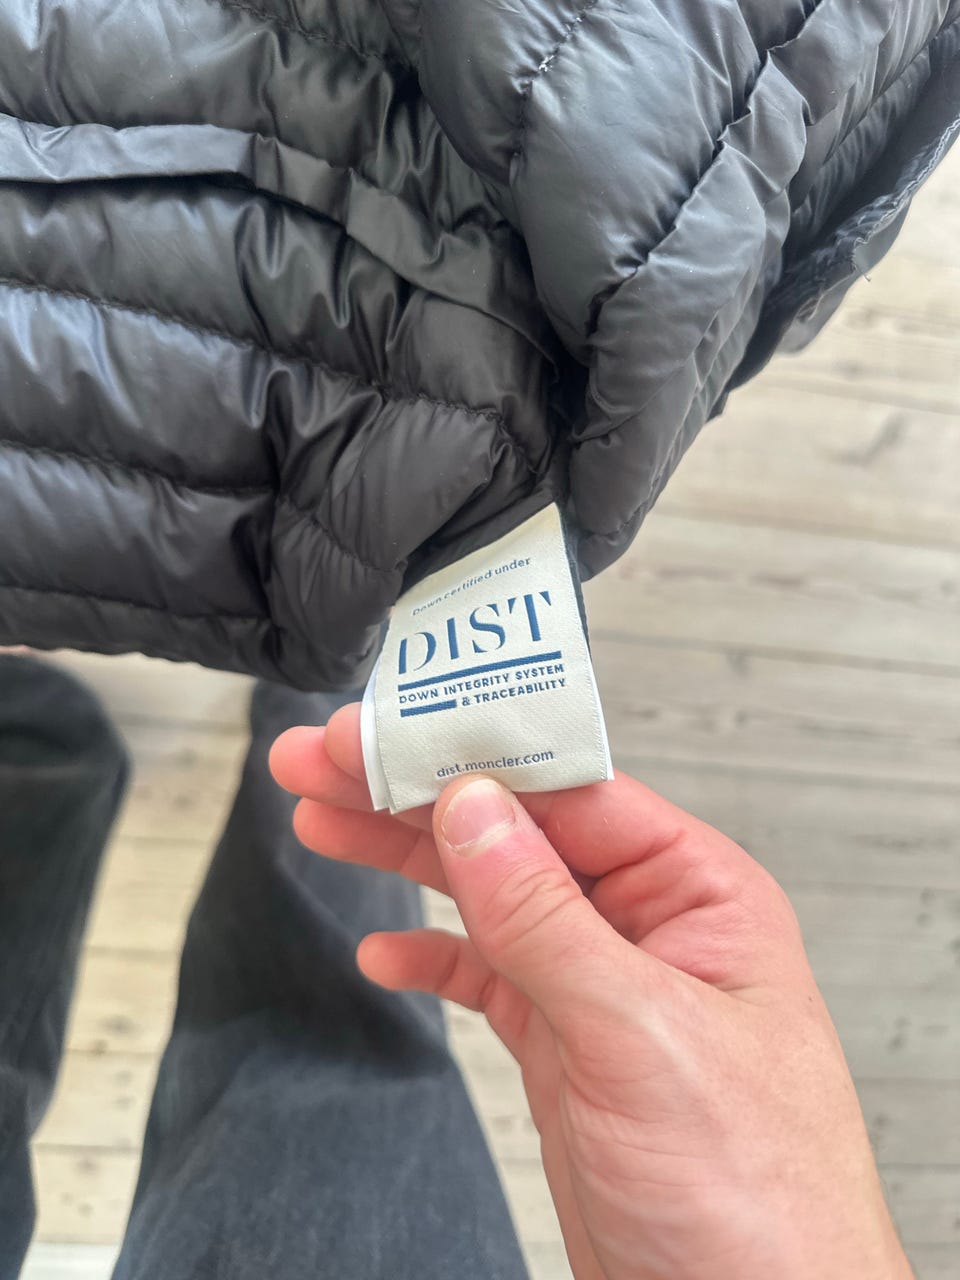 Down certified under
DIST
DOWN INTEGRITY SYSTEM
& TRACEABILITY
dist.moncler.com